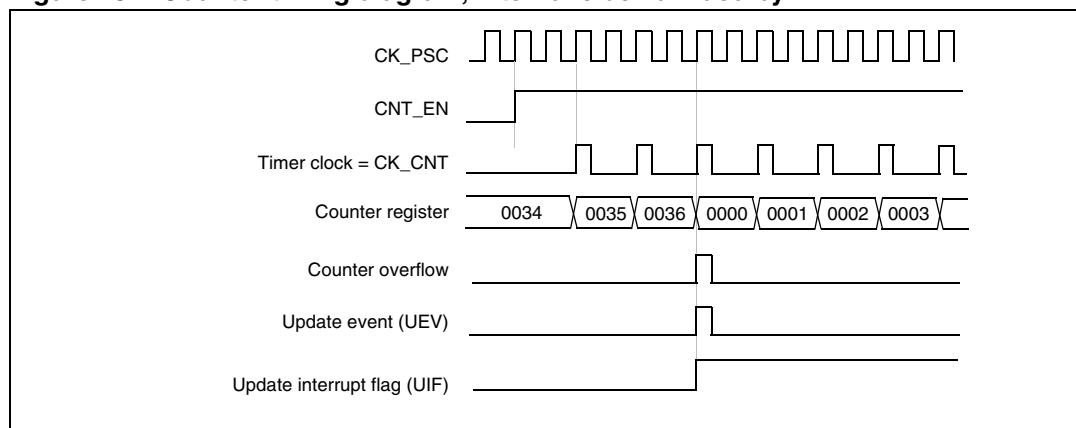 CK_PSC
CNT_EN
Timer clock = CK_CNT
Counter register 0034 0035 0036 0000 0001 0002 0003
Counter overflow
Update event (UEV)
Update interrupt flag (UIF)